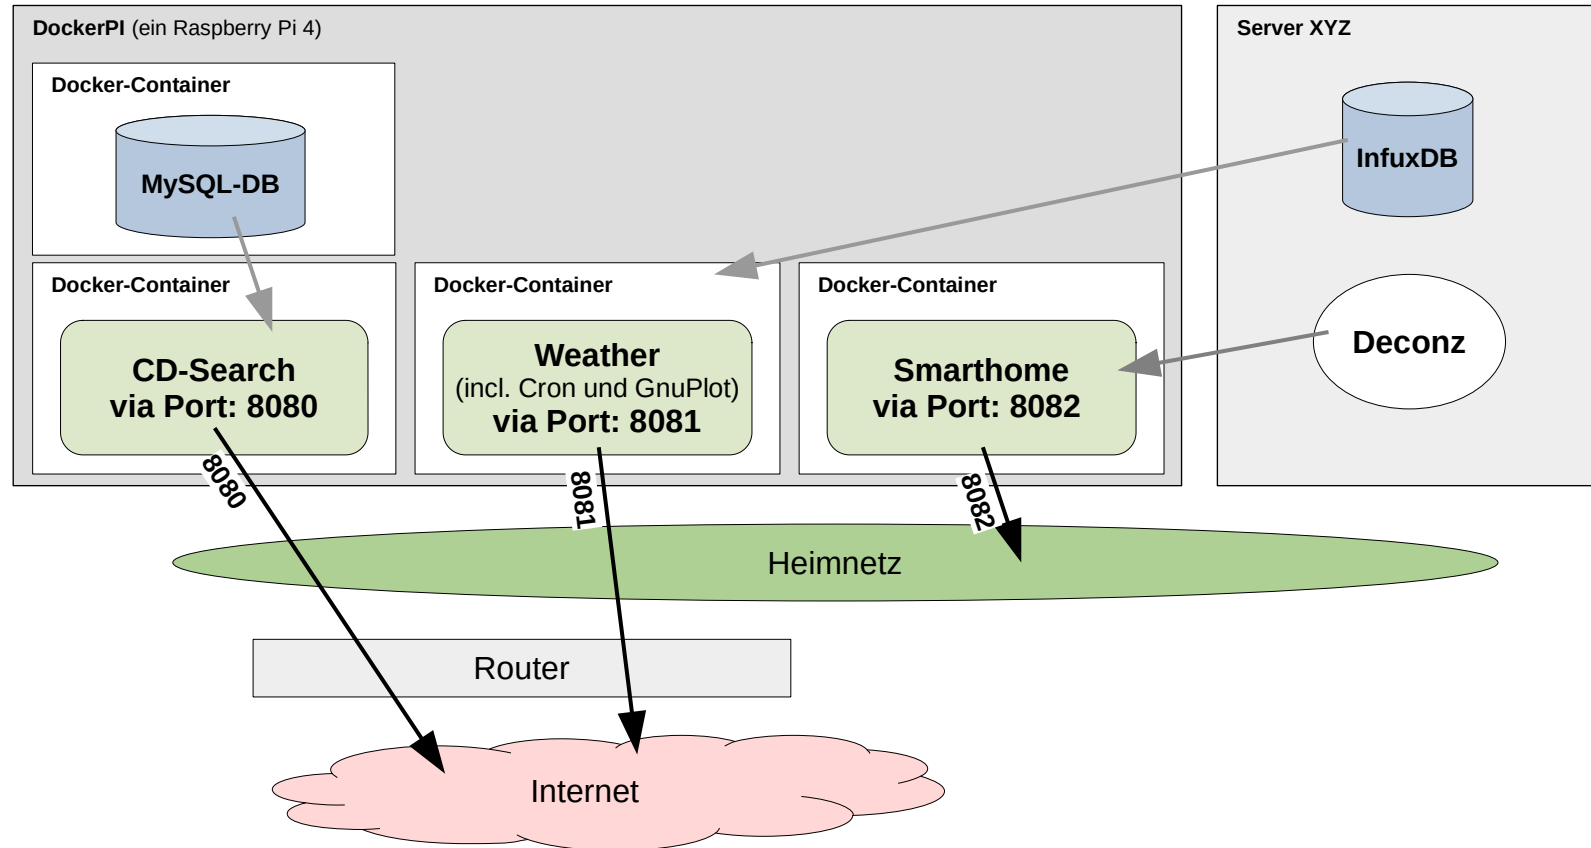 DockerPI (ein Raspberry Pi 4)
Server XYZ
Docker-Container
MySQL-DB
InfuxDB
Docker-Container
CD-Search
via Port: 8080
Docker-Container
Weather
(incl. Cron und GnuPlot)
via Port: 8081
Docker-Container
Smarthome
via Port: 8082
Deconz
8080
8081
8082
Heimnetz
Router
Internet